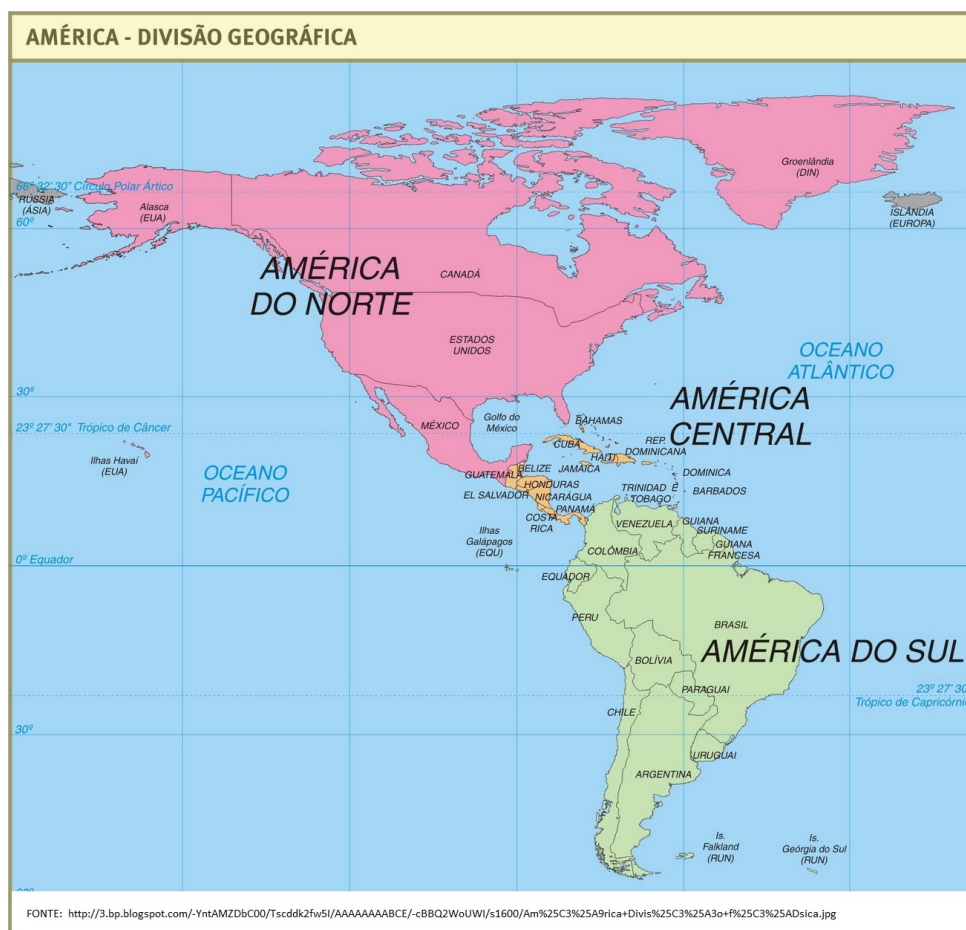 AMÉRICA - DIVISÃO GEOGRÁFICA
Groenlândia
(DIN)
66º 32' 30" Círculo Polar Ártico
RÚSSIA
(ÁSIA)
Alasca
(EUA)
ISLÂNDIA
(EUROPA)
60º
AMÉRICA
DO NORTE
CANADÁ
ESTADOS
UNIDOS
OCEANO
ATLÂNTICO
30º
AMÉRICA
CENTRAL
23º 27' 30" Trópico de Câncer
MÉXICO
Golfo do
México
BAHAMAS
CUBA
REP.
DOMINICANA
HAITI
Ilhas Havaí
(EUA)
OCEANO
PACÍFICO
GUATEMALA
BELIZE
JAMAICA
DOMINICA
HONDURAS
EL SALVADOR
NICARÁGUA
TRINIDAD E
TOBAGO
BARBADOS
PANAMÁ
COSTA
RICA
VENEZUELA
GUIANA
SURINAME
GUIANA
FRANCESA
Ilhas
Galápagos
(EQU)
COLÔMBIA
0º Equador
EQUADOR
PERU
BRASIL
AMÉRICA DO SUL
BOLÍVIA
PARAGUAI
23º 27' 30
Trópico de Capricórnio
CHILE
30º
URUGUAI
ARGENTINA
Is.
Falkland
(RUN)
Is.
Geórgia do Sul
(RUN)
FONTE: http://3.bp.blogspot.com/-YntAMZDbC00/Tscddk2fw5I/AAAAAAAABCE/-cBBQ2WoUWI/s1600/Am%25C3%25A9rica+Divis%25C3%25A3o+f%25C3%25ADsica.jpg